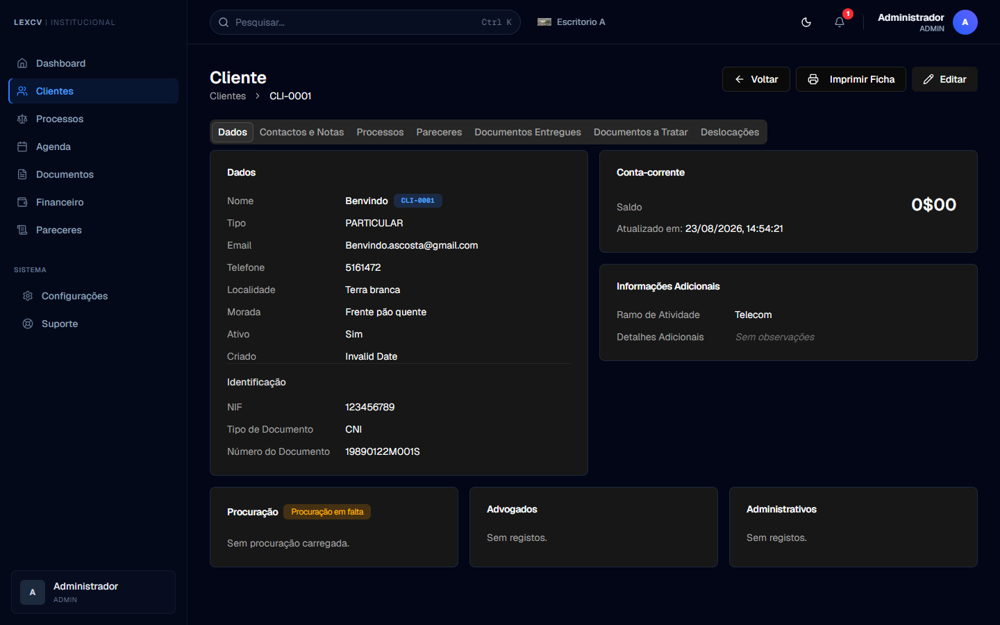 LEXCV | INSTITUCIONAL
Dashboard
Clientes
Processos
Agenda
Documentos
Financeiro
Pareceres
SISTEMA
Configurações
Suporte
A
Administrador
ADMIN
Pesquisar...
Ctrl K
Escritorio A
1
Administrador
ADMIN
A
Cliente
Clientes > CLI-0001
Voltar
Imprimir Ficha
Editar
Dados Contactos e Notas Processos Pareceres Documentos Entregues Documentos a Tratar Deslocações
Dados
Nome Benvindo CLI-0001
Tipo PARTICULAR
Email Benvindo.ascosta@gmail.com
Telefone 5161472
Localidade Terra branca
Morada Frente pão quente
Ativo Sim
Criado Invalid Date
Identificação
NIF 123456789
Tipo de Documento CNI
Número do Documento 19890122M001S
Conta-corrente
Saldo 0$00
Atualizado em: 23/08/2026, 14:54:21
Informações Adicionais
Ramo de Atividade Telecom
Detalhes Adicionais Sem observações
Procuração Procuração em falta
Sem procuração carregada.
Advogados
Sem registos.
Administrativos
Sem registos.